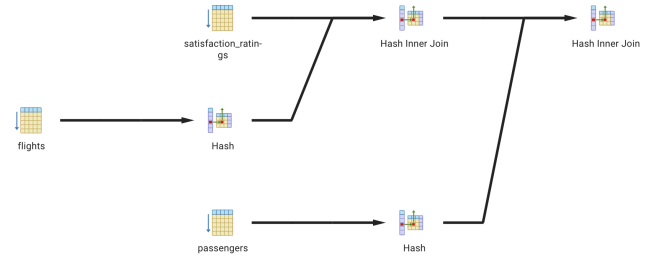 satisfaction_ratin-
gs
Hash Inner Join
Hash Inner Join
flights
Hash
passengers
Hash